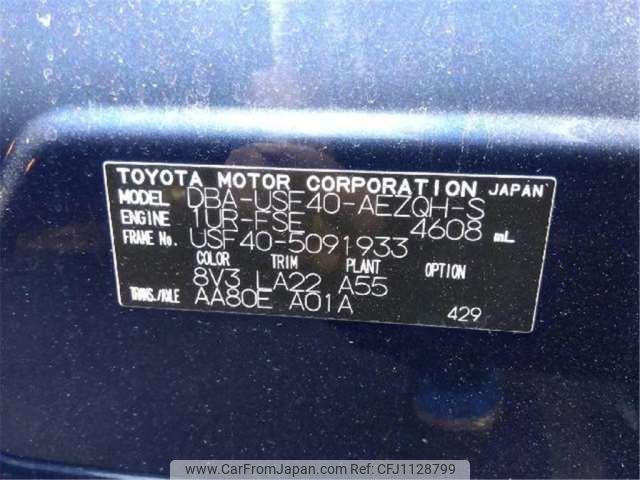 TOYOTA MOTOR CORPORATION JAPAN
MODEL DBA-USF40-AEZQH-S
ENGINE 1UR-FSE 4608 mL
FRAME No. USF40-5091933
COLOR TRIM PLANT OPTION
8V3 LA22 A55
TRANS./AXLE AA80E A01A
429
www.CarFromJapan.com - CFJ1128799